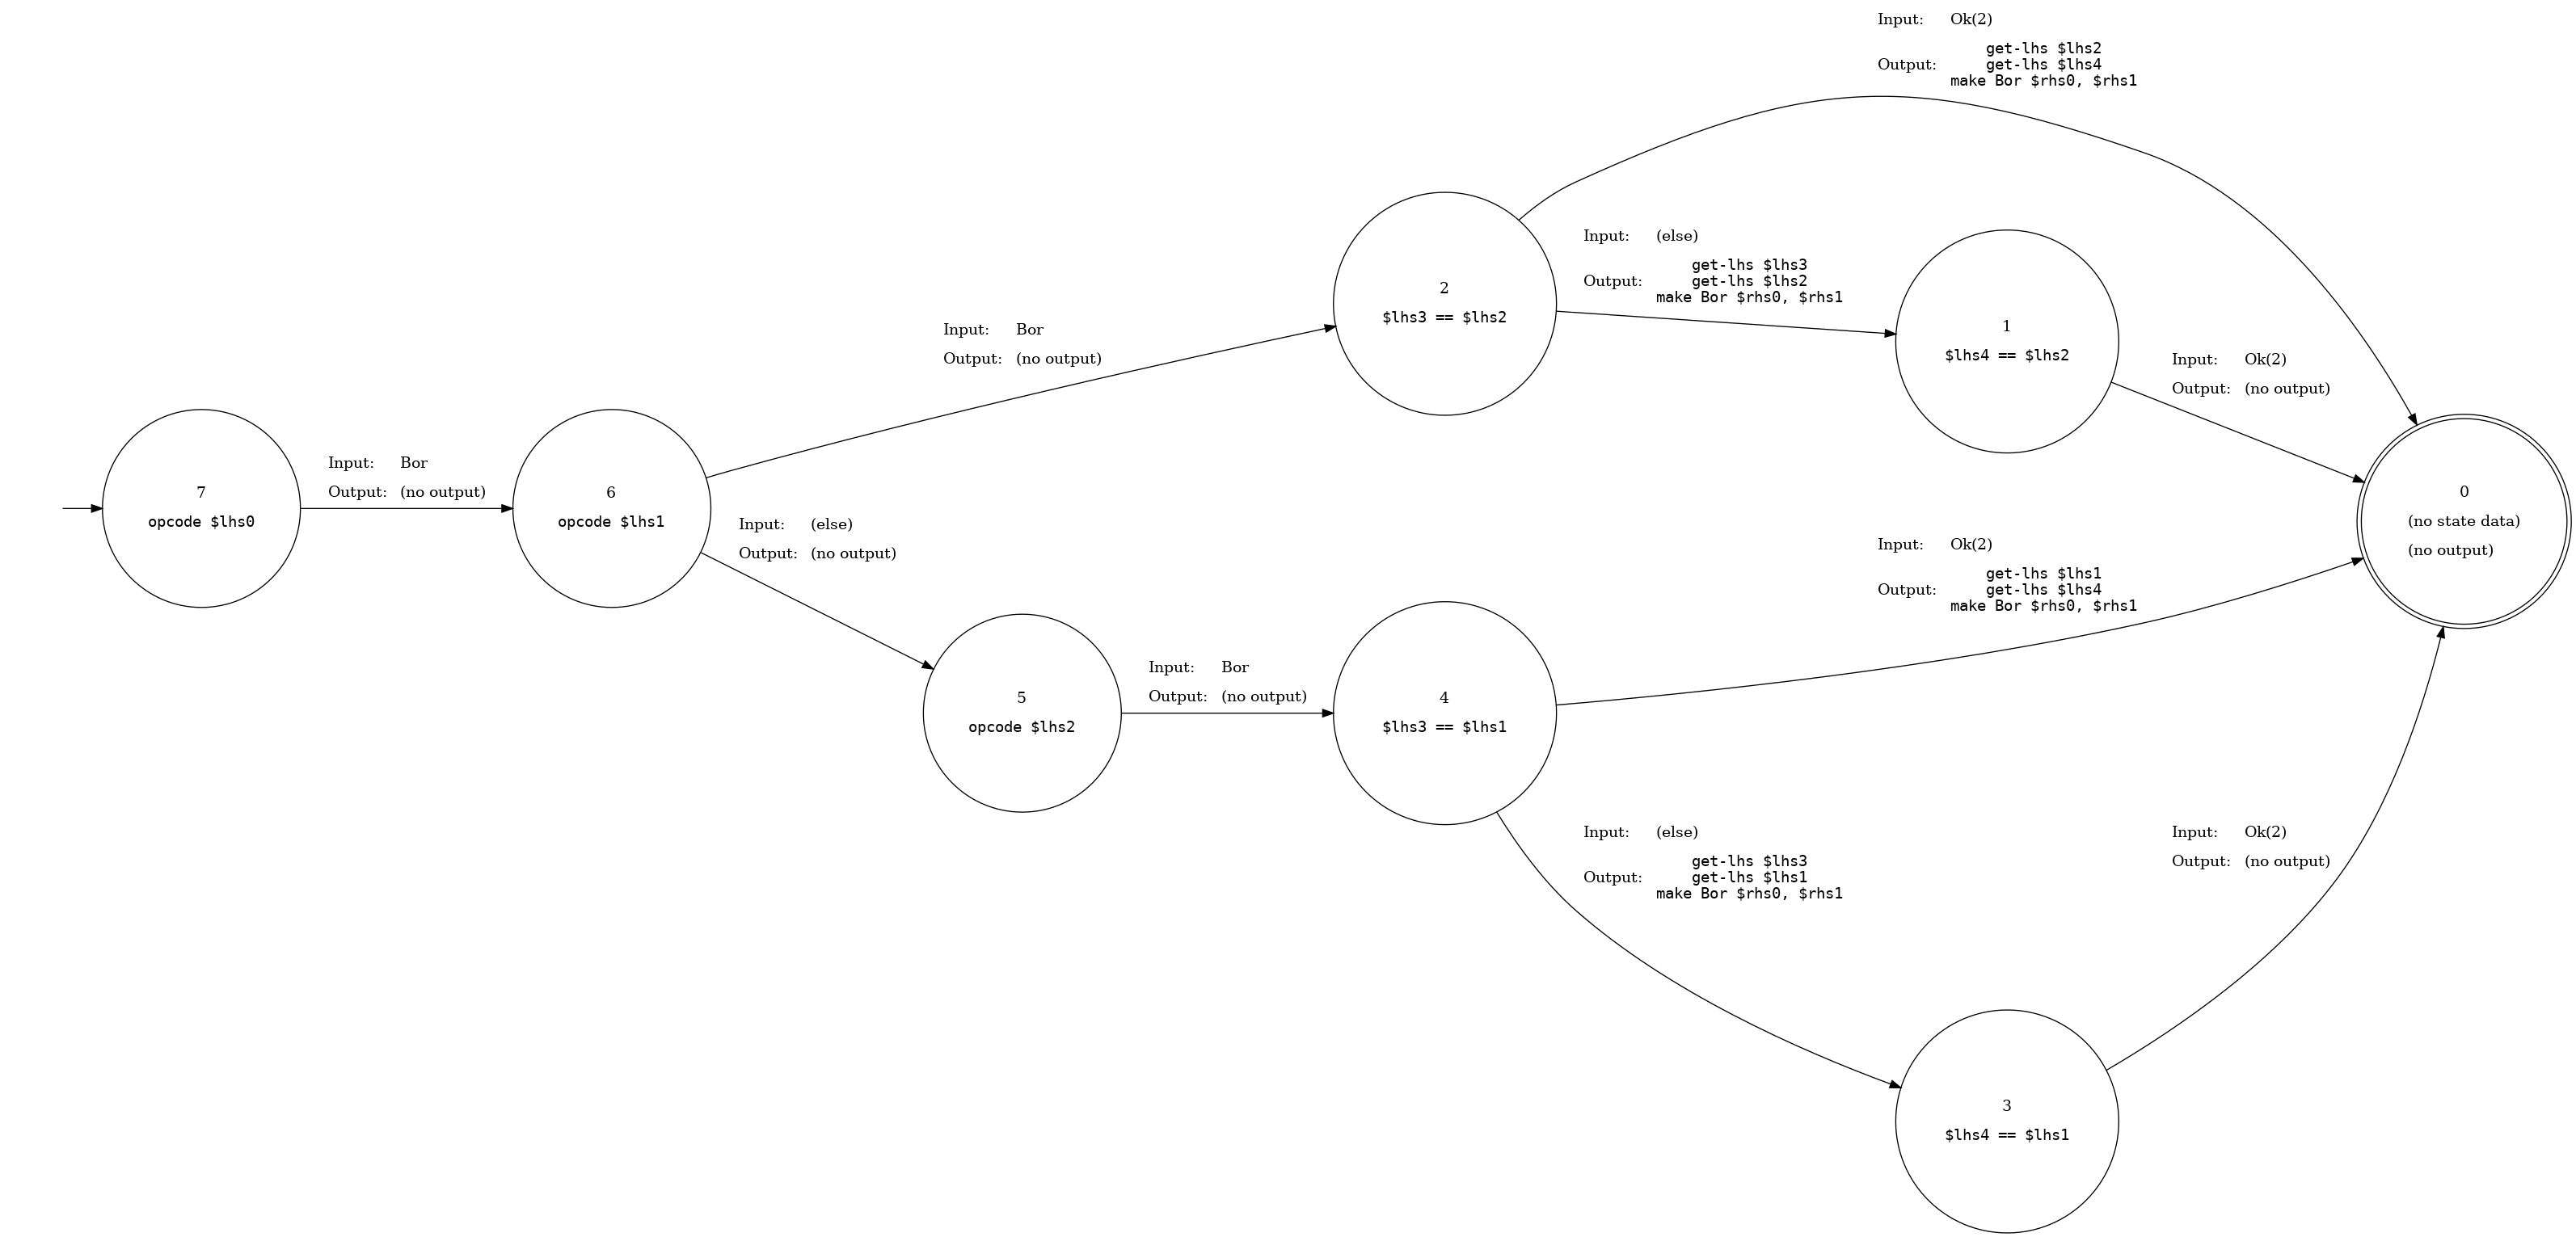 Input: Ok(2)
Output: get-lhs $lhs2
get-lhs $lhs4
make Bor $rhs0, $rhs1
Input: (else)
Output: get-lhs $lhs3
get-lhs $lhs2
make Bor $rhs0, $rhs1
2
$lhs3 == $lhs2
1
$lhs4 == $lhs2
Input: Bor
Output: (no output)
Input: Ok(2)
Output: (no output)
7
opcode $lhs0
Input: Bor
Output: (no output)
6
opcode $lhs1
Input: (else)
Output: (no output)
0
(no state data)
(no output)
Input: Ok(2)
Output: get-lhs $lhs1
get-lhs $lhs4
make Bor $rhs0, $rhs1
5
opcode $lhs2
Input: Bor
Output: (no output)
4
$lhs3 == $lhs1
Input: (else)
Output: get-lhs $lhs3
get-lhs $lhs1
make Bor $rhs0, $rhs1
Input: Ok(2)
Output: (no output)
3
$lhs4 == $lhs1